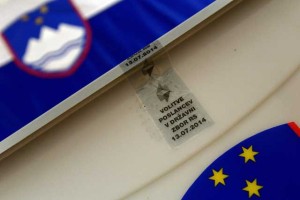 13.07.2014
VOLITVE
POSLANCEV
V DRŽAVNI
ZBOR RS
13.07.2014